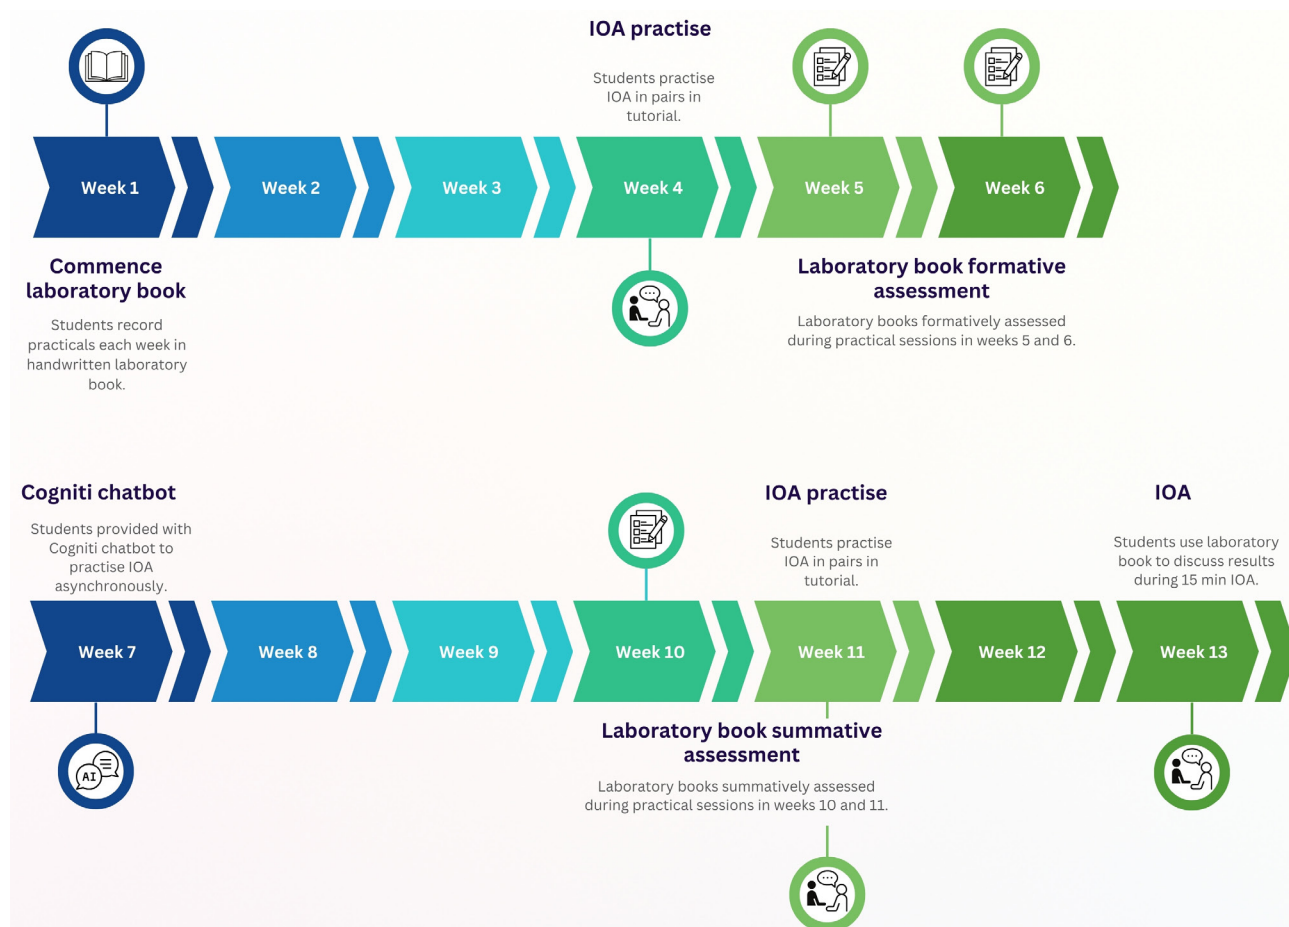 IOA practise
Students practise
IOA in pairs in
tutorial.
Week 1
Week 2
Week 3
Week 4
Week 5
Week 6
Commence
laboratory book
Students record
practicals each week in
handwritten laboratory
book.
Laboratory book formative
assessment
Laboratory books formatively assessed
during practical sessions in weeks 5 and 6.
Cogniti chatbot
Students provided with
Cogniti chatbot to
practise IOA
asynchronously.
IOA practise
Students practise
IOA in pairs in
tutorial.
IOA
Students use laboratory
book to discuss results
during 15 min IOA.
Week 7
Week 8
Week 9
Week 10
Week 11
Week 12
Week 13
AI
Laboratory book summative
assessment
Laboratory books summatively assessed
during practical sessions in weeks 10 and 11.